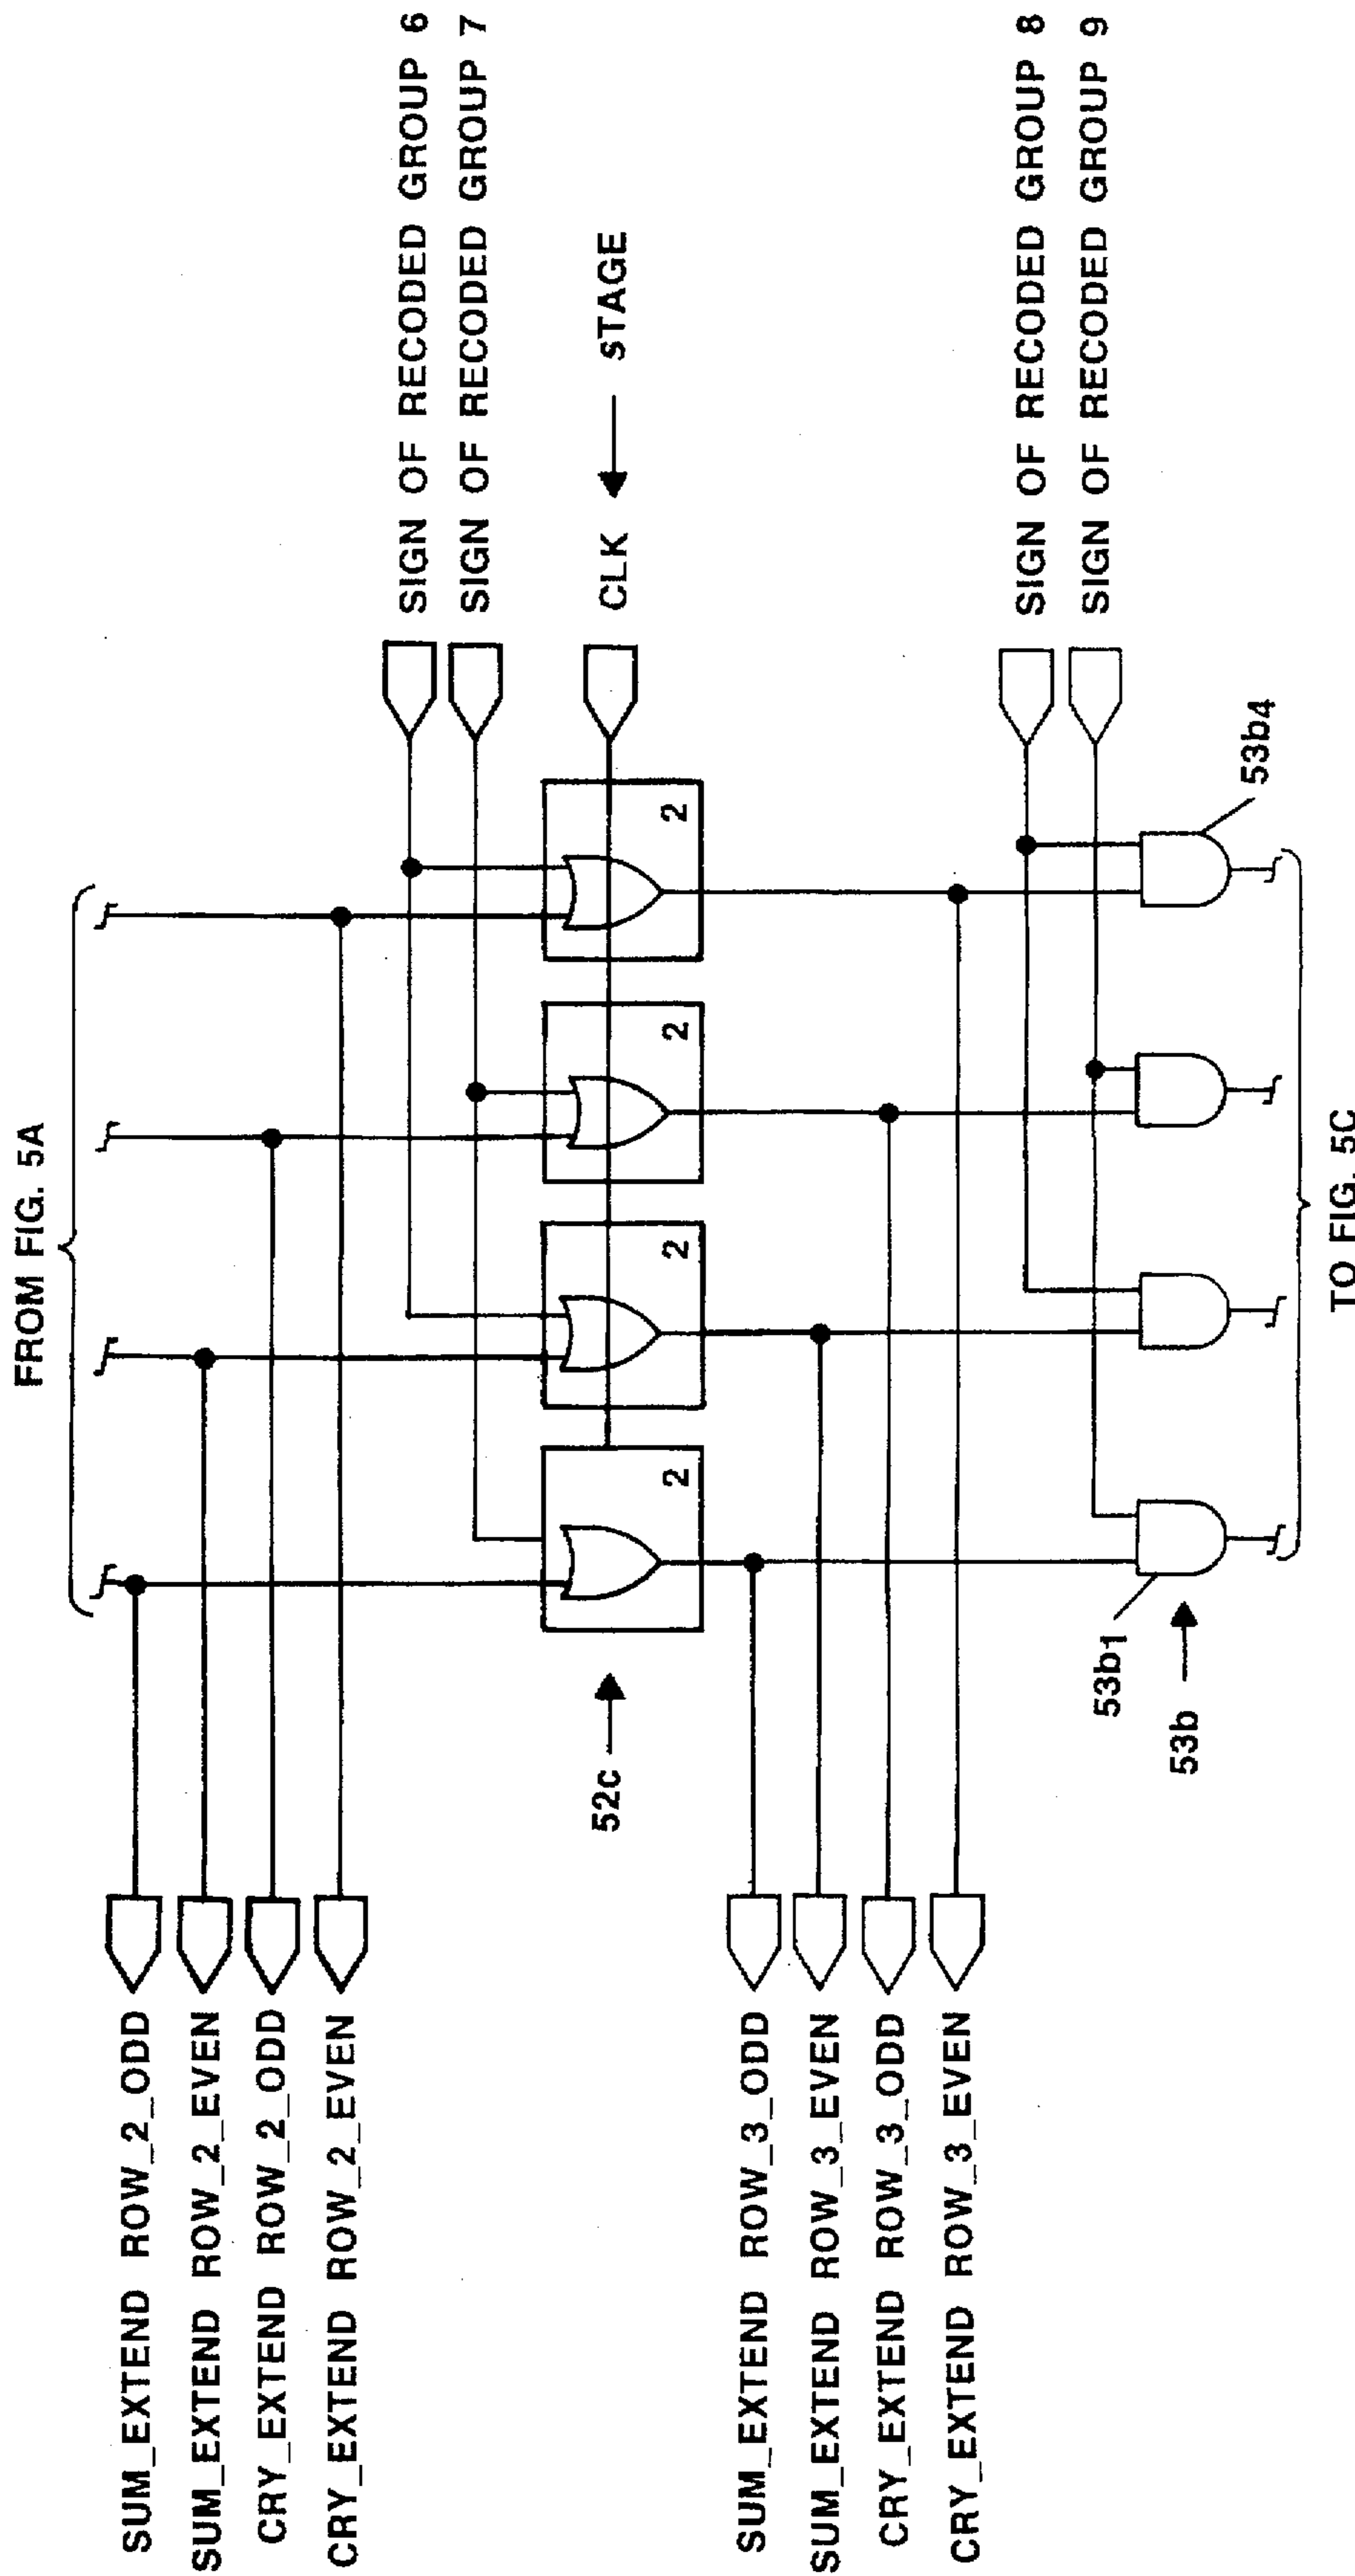 FROM FIG. 5A
SUM_EXTEND ROW_2_ODD
SUM_EXTEND ROW_2_EVEN
CRY_EXTEND ROW_2_ODD
CRY_EXTEND ROW_2_EVEN
SIGN OF RECODED GROUP 6
SIGN OF RECODED GROUP 7
52c
2
2
2
2
CLK
sTAGE
SUM_EXTEND ROW_3_ODD
SUM_EXTEND ROW_3_EVEN
CRY_EXTEND ROW_3_ODD
CRY_EXTEND ROW_3_EVEN
SIGN OF RECODED GROUP 8
SIGN OF RECODED GROUP 9
53b1
53b
53b4
TO FIG. 5C